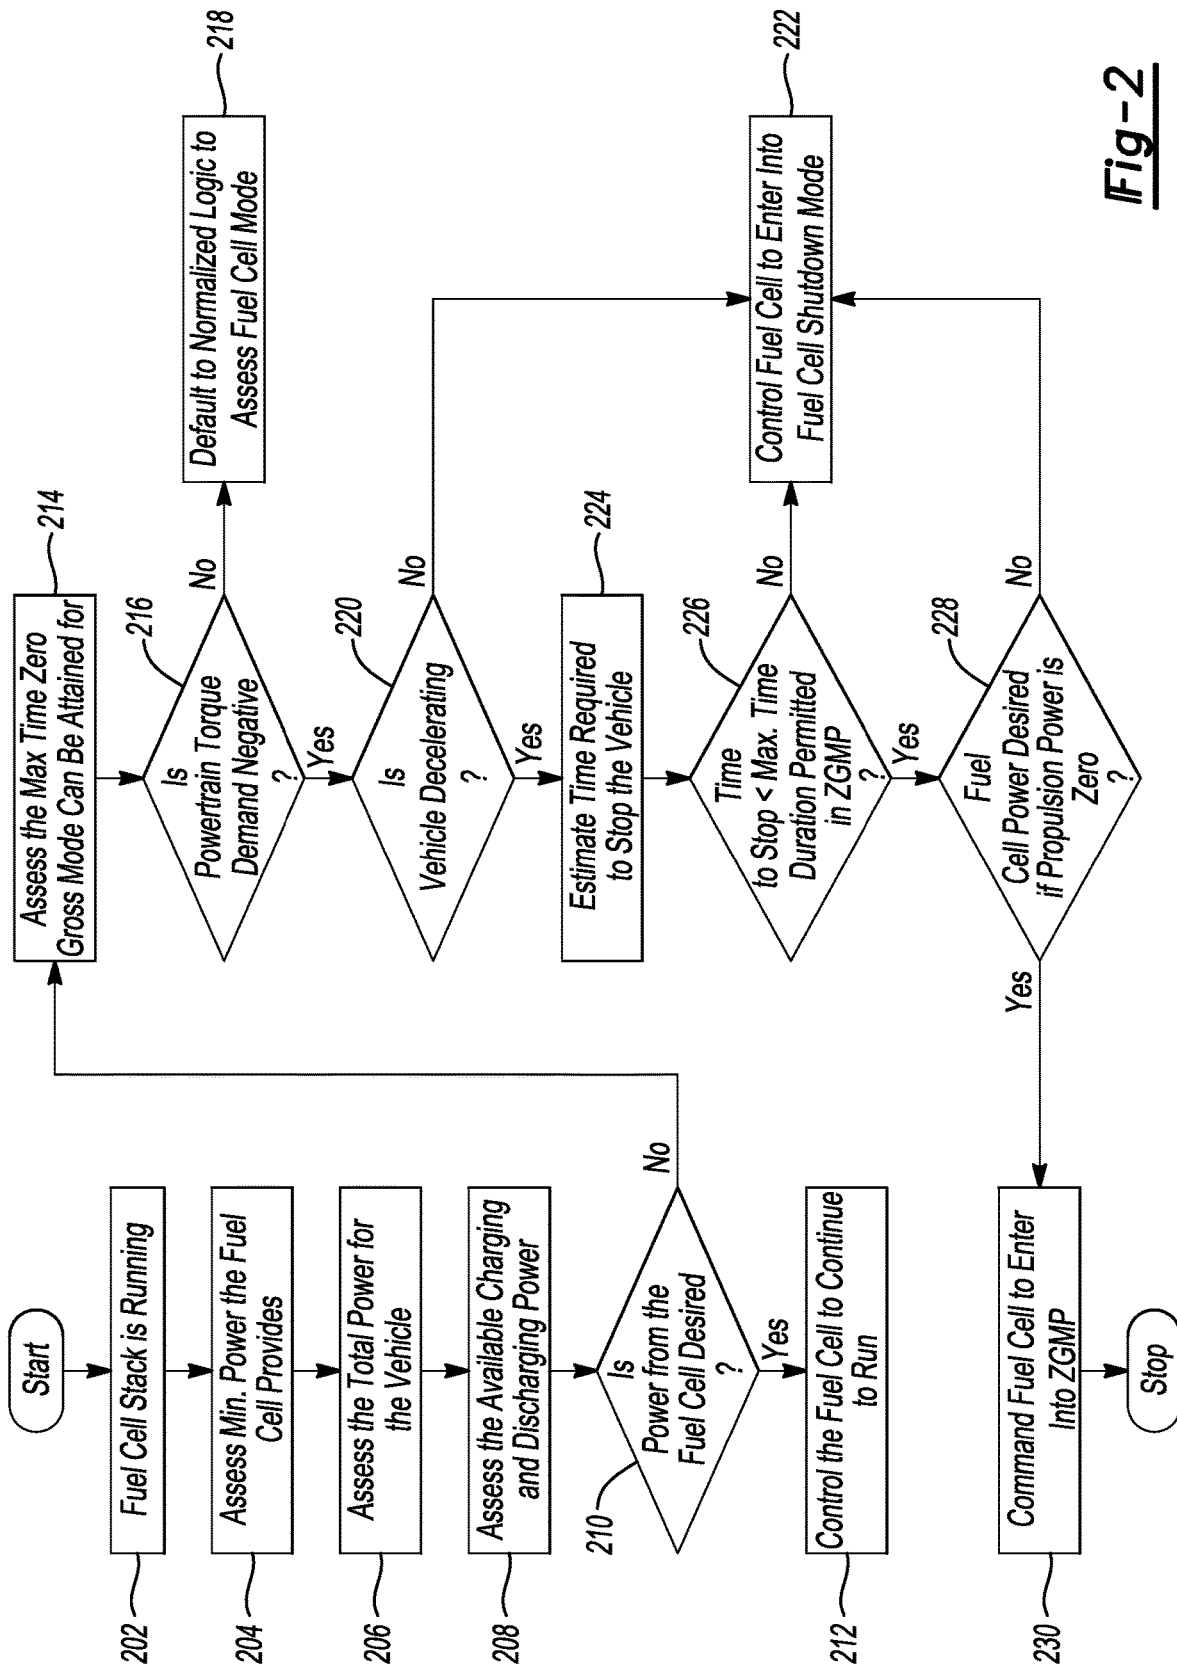 Start
202
Fuel Cell Stack is Running
204
Assess Min. Power the Fuel
Cell Provides
206
Assess the Total Power for
the Vehicle
208
Assess the Available Charging
and Discharging Power
210
Is
Power from the
Fuel Cell Desired
?
No
Yes
212
Control the Fuel Cell to Continue
to Run
214
Assess the Max Time Zero
Gross Mode Can Be Attained for
216
Is
Powertrain Torque
Demand Negative
?
No
Yes
218
Default to Normalized Logic to
Assess Fuel Cell Mode
220
Is
Vehicle Decelerating
?
No
Yes
222
Control Fuel Cell to Enter Into
Fuel Cell Shutdown Mode
224
Estimate Time Required
to Stop the Vehicle
226
Time
to Stop < Max. Time
Duration Permitted
in ZGMP
?
No
Yes
228
Fuel
Cell Power Desired
if Propulsion Power is
Zero
?
No
Yes
230
Command Fuel Cell to Enter
Into ZGMP
Stop
Fig-2